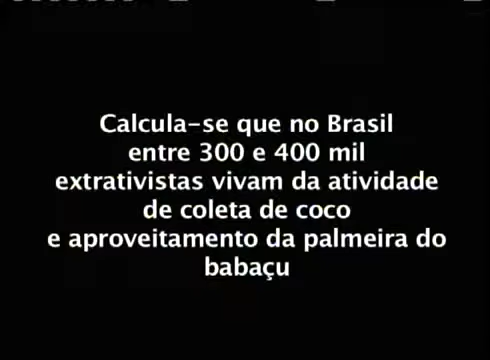 Calcula-se que no Brasil
entre 300 e 400 mil
extrativistas vivam da atividade
de coleta de coco
e aproveitamento da palmeira do
babaçu